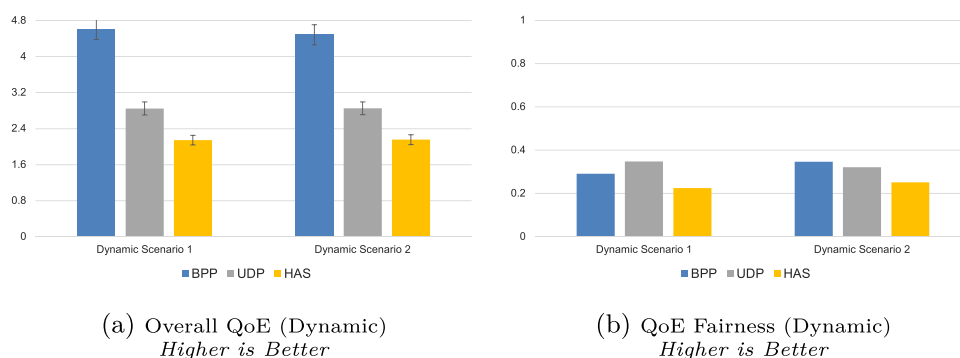 4.8
4
3.2
2.4
1.6
0.8
0
Dynamic Scenario 1 Dynamic Scenario 2
BPP UDP HAS
(a) Overall QoE (Dynamic)
Higher is Better
1
0.8
0.6
0.4
0.2
0
Dynamic Scenario 1 Dynamic Scenario 2
BPP UDP HAS
(b) QoE Fairness (Dynamic)
Higher is Better